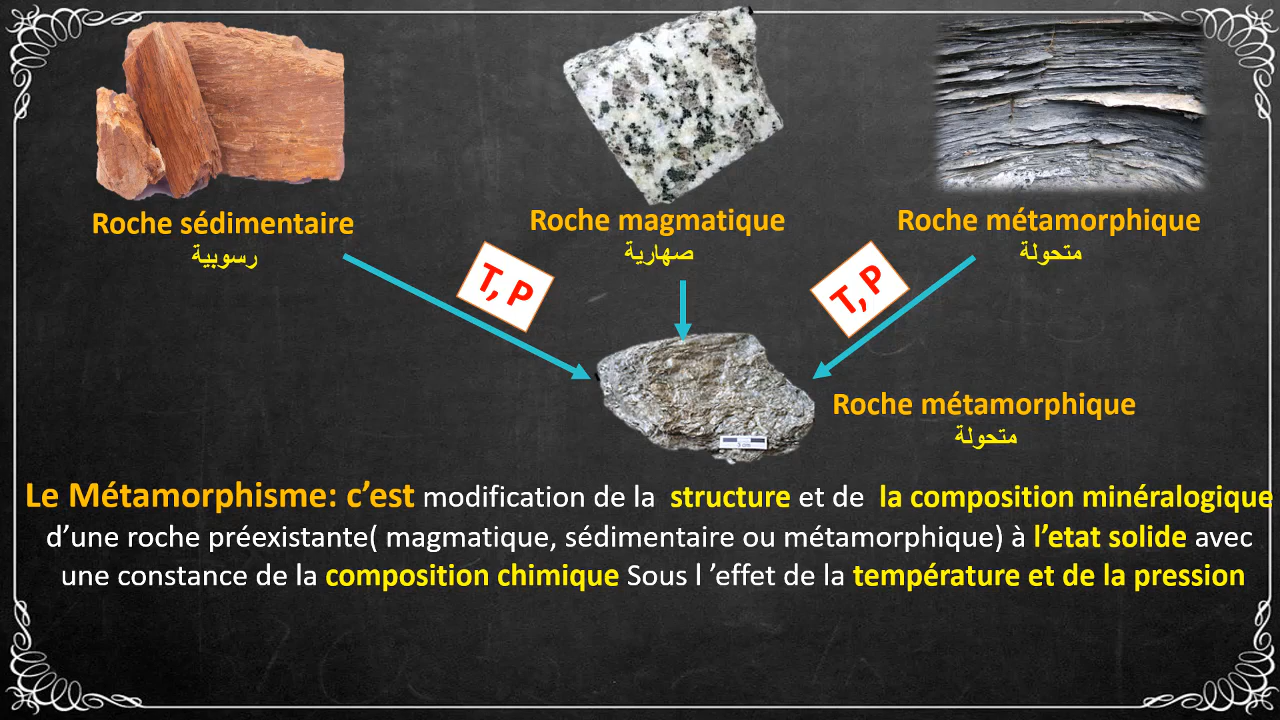 Roche sédimentaire
رسوبية
Roche magmatique
صهارية
Roche métamorphique
متحولة
T, P
T, P
Roche métamorphique
متحولة
Le Métamorphisme: c’est modification de la structure et de la composition minéralogique
d’une roche préexistante( magmatique, sédimentaire ou métamorphique) à l’etat solide avec
une constance de la composition chimique Sous l ’effet de la température et de la pression